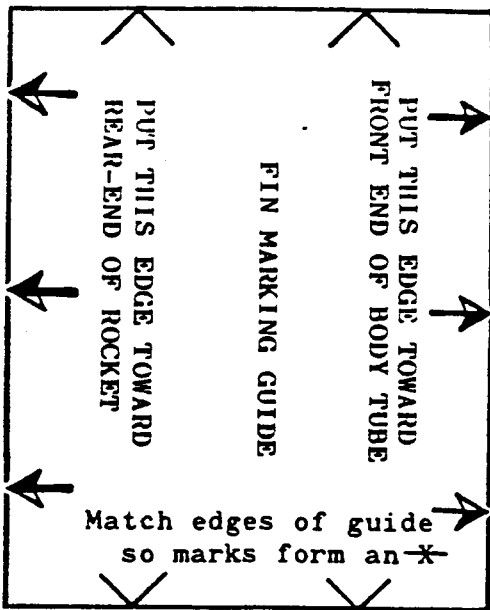 PUT THIS EDGE TOWARD
FRONT END OF BODY TUBE
FIN MARKING GUIDE
PUT THIS EDGE TOWARD
REAR-END OF ROCKET
Match edges of guide
so marks form an X